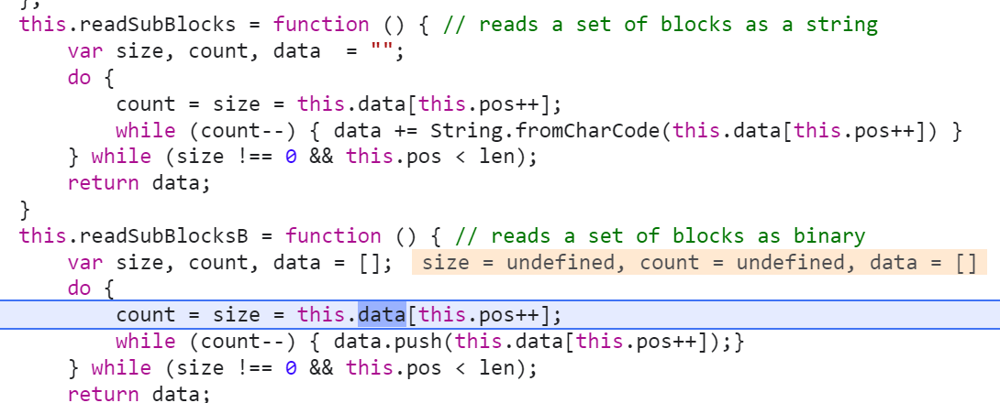 };
this.readSubBlocks = function () { // reads a set of blocks as a string
    var size, count, data  = "";
    do {
        count = size = this.data[this.pos++];
        while (count--) { data += String.fromCharCode(this.data[this.pos++]) }
    } while (size !== 0 && this.pos < len);
    return data;
}
this.readSubBlocksB = function () { // reads a set of blocks as binary
    var size, count, data = [];  size = undefined, count = undefined, data = []
    do {
        count = size = this.data[this.pos++];
        while (count--) { data.push(this.data[this.pos++]);}
    } while (size !== 0 && this.pos < len);
    return data;